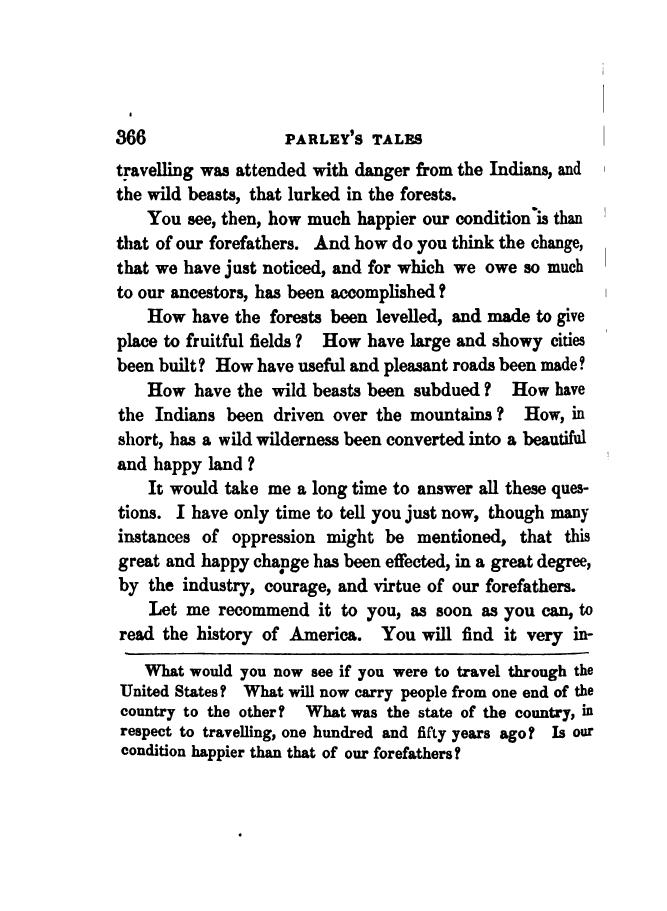 366 PARLEY'S TALES
travelling was attended with danger from the Indians, and
the wild beasts, that lurked in the forests.
You see, then, how much happier our condition is than
that of our forefathers. And how do you think the change,
that we have just noticed, and for which we owe so much
to our ancestors, has been accomplished?
How have the forests been levelled, and made to give
place to fruitful fields? How have large and showy cities
been built? How have useful and pleasant roads been made?
How have the wild beasts been subdued? How have
the Indians been driven over the mountains? How, in
short, has a wild wilderness been converted into a beautiful
and happy land?
It would take me a long time to answer all these ques-
tions. I have only time to tell you just now, though many
instances of oppression might be mentioned, that this
great and happy change has been effected, in a great degree,
by the industry, courage, and virtue of our forefathers.
Let me recommend it to you, as soon as you can, to
read the history of America. You will find it very in-
What would you now see if you were to travel through the
United States? What will now carry people from one end of the
country to the other? What was the state of the country, in
respect to travelling, one hundred and fifty years ago? Is our
condition happier than that of our forefathers?